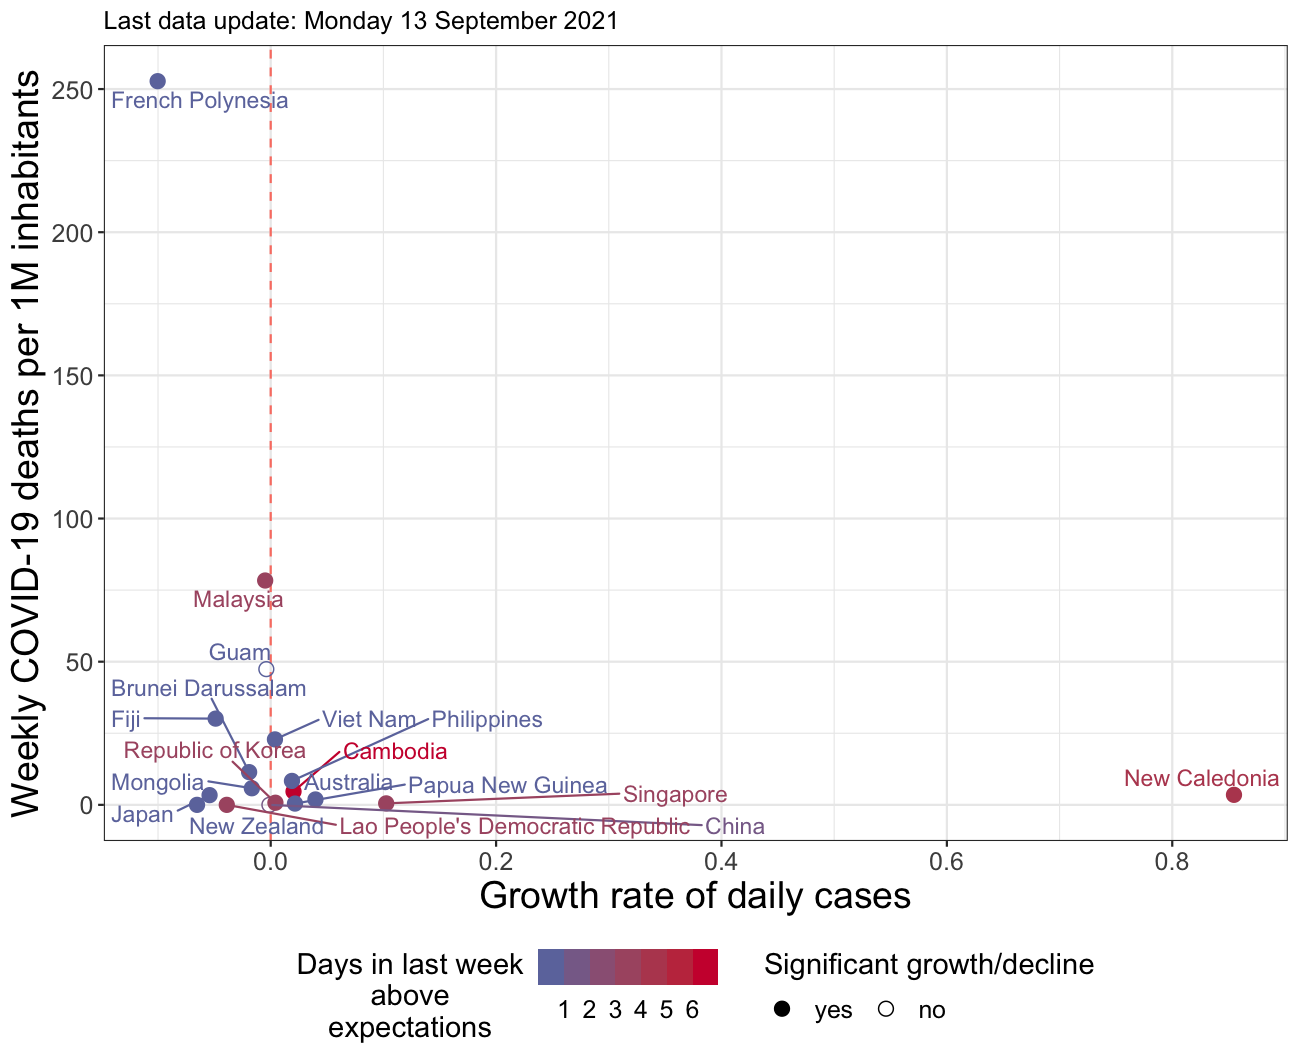 Last data update: Monday 13 September 2021
Weekly COVID-19 deaths per 1M inhabitants
250
200
150
100
50
0
French Polynesia
Malaysia
Guam
Brunei Darussalam
Fiji
Viet Nam
Philippines
Republic of Korea
Cambodia
Mongolia
Australia
Papua New Guinea
Singapore
New Caledonia
Japan
New Zealand
Lao People's Democratic Republic
China
0.0
0.2
0.4
0.6
0.8
Growth rate of daily cases
Days in last week
above
expectations
1 2 3 4 5 6
Significant growth/decline
yes
no